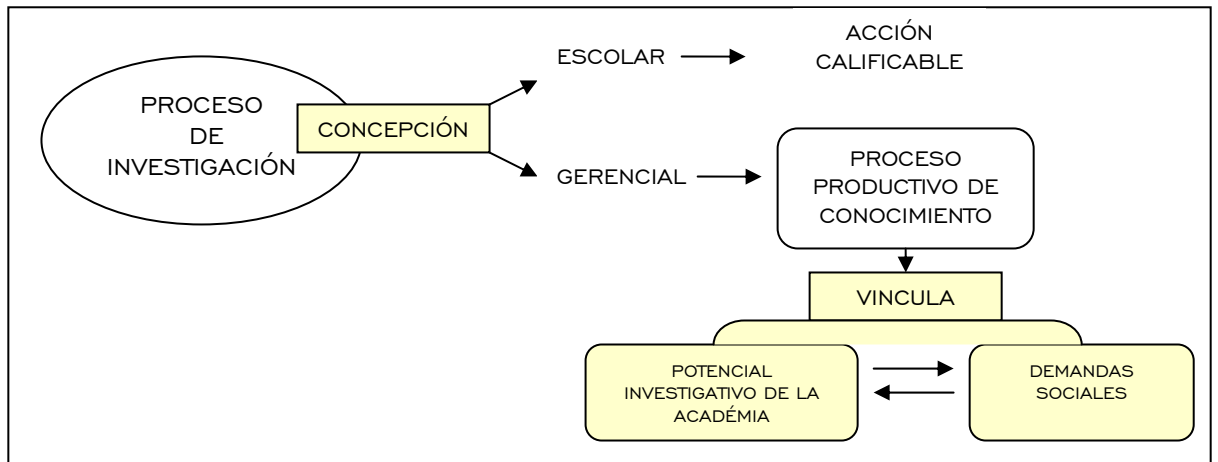 PROCESO
DE
INVESTIGACIÓN
CONCEPCIÓN
ESCOLAR
ACCIÓN
CALIFICABLE
GERENCIAL
PROCESO
PRODUCTIVO DE
CONOCIMIENTO
VINCULA
POTENCIAL
INVESTIGATIVO DE LA
ACADÉMIA
DEMANDAS
SOCIALES